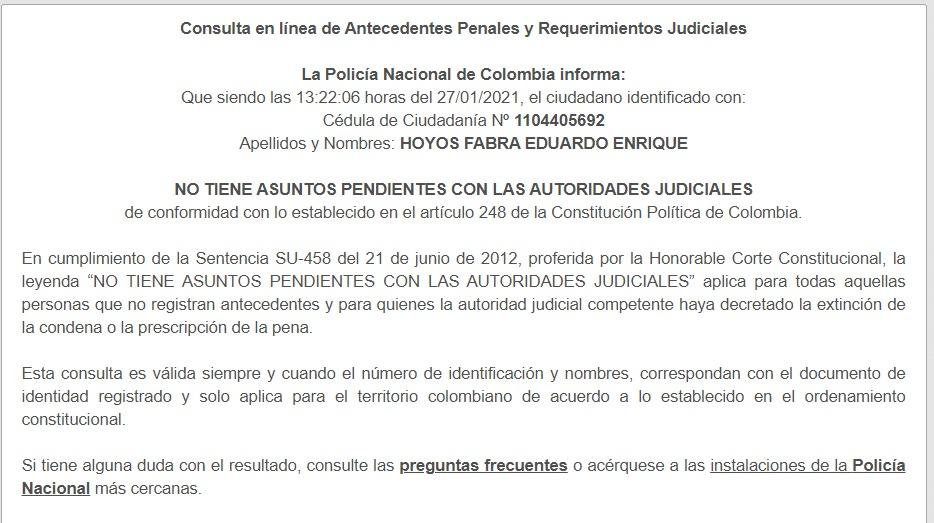 Consulta en línea de Antecedentes Penales y Requerimientos Judiciales
La Policía Nacional de Colombia informa:
Que siendo las 13:22:06 horas del 27/01/2021, el ciudadano identificado con:
Cédula de Ciudadanía Nº 1104405692
Apellidos y Nombres: HOYOS FABRA EDUARDO ENRIQUE
NO TIENE ASUNTOS PENDIENTES CON LAS AUTORIDADES JUDICIALES
de conformidad con lo establecido en el artículo 248 de la Constitución Política de Colombia.
En cumplimiento de la Sentencia SU-458 del 21 de junio de 2012, proferida por la Honorable Corte Constitucional, la
leyenda “NO TIENE ASUNTOS PENDIENTES CON LAS AUTORIDADES JUDICIALES” aplica para todas aquellas
personas que no registran antecedentes y para quienes la autoridad judicial competente haya decretado la extinción de
la condena o la prescripción de la pena.
Esta consulta es válida siempre y cuando el número de identificación y nombres, correspondan con el documento de
identidad registrado y solo aplica para el territorio colombiano de acuerdo a lo establecido en el ordenamiento
constitucional.
Si tiene alguna duda con el resultado, consulte las preguntas frecuentes o acérquese a las instalaciones de la Policía
Nacional más cercanas.